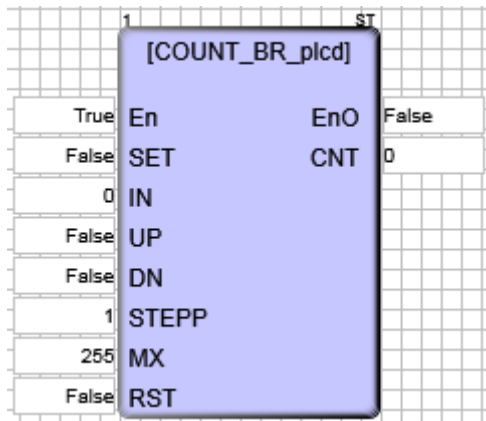 1 ST
[COUNT_BR_plcd]
True En EnO False
False SET CNT 0
0 IN
False UP
False DN
1 STEPP
255 MX
False RST